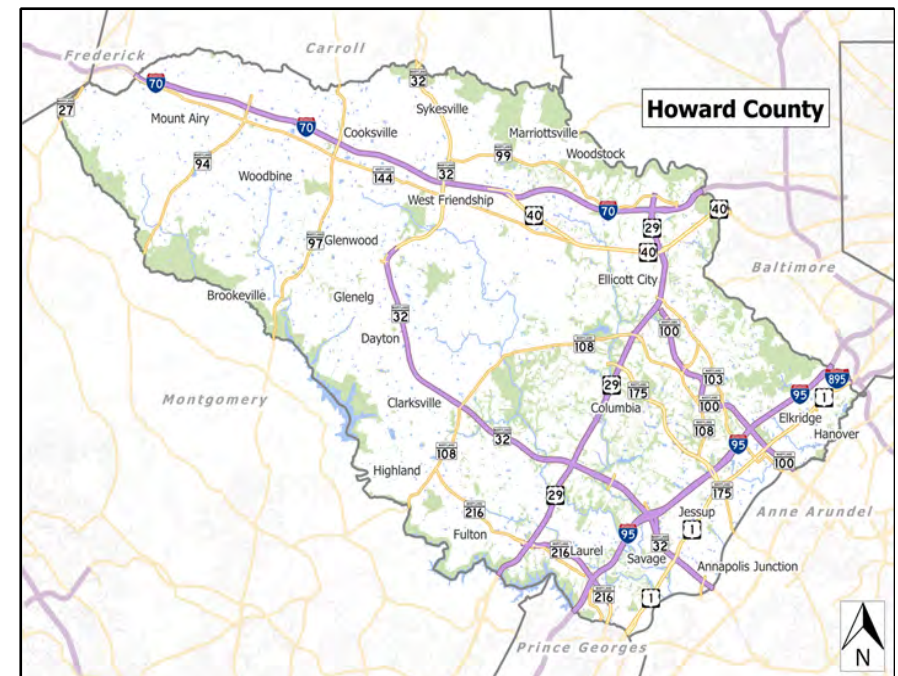 Carroll
Frederick
70
32
27
Howard County
Mount Airy
70
Sykesville
Cooksville
Marriottsville
94
99
Woodstock
Woodbine
144
32
West Friendship
40
70
40
29
97
Glenwood
40
Baltimore
Ellicott City
Brookeville
Glenelg
32
Dayton
100
108
103
895
29
175
95
1
Montgomery
Clarksville
Columbia
100
Elkridge
108
Hanover
32
95
108
100
Highland
175
29
216
Jessup
Anne Arundel
Fulton
95
1
216
Laurel
32
Savage
Annapolis Junction
216
1
Prince Georges
N